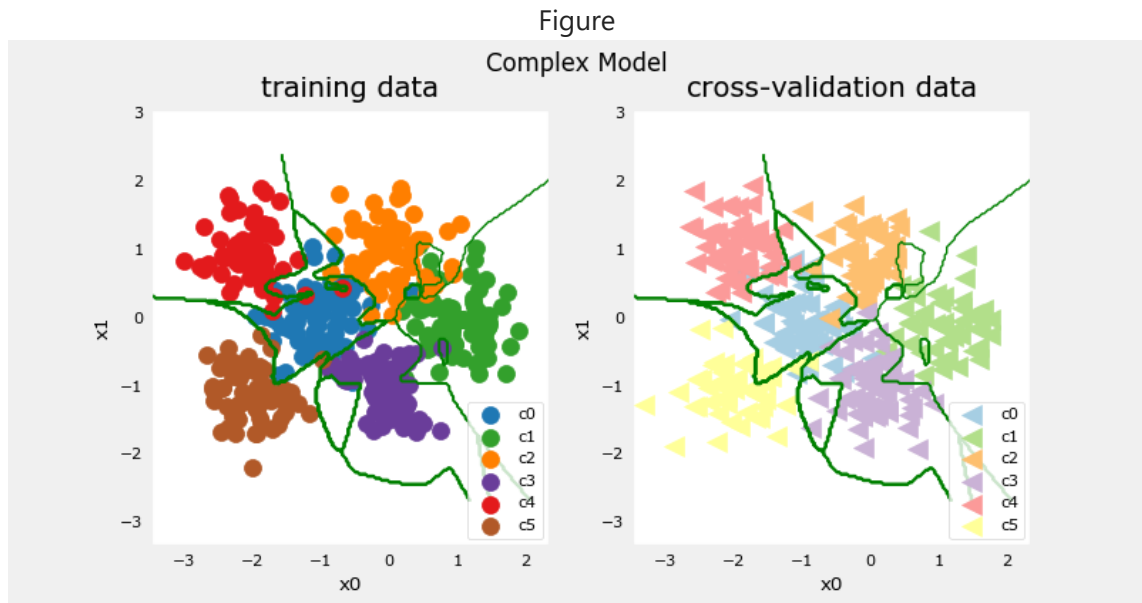 Figure
Complex Model
training data
cross-validation data
3
2
1
0
−1
−2
−3
x1
−3
−2
−1
0
1
2
x0
c0
c1
c2
c3
c4
c5
3
2
1
0
−1
−2
−3
x1
−3
−2
−1
0
1
2
x0
c0
c1
c2
c3
c4
c5